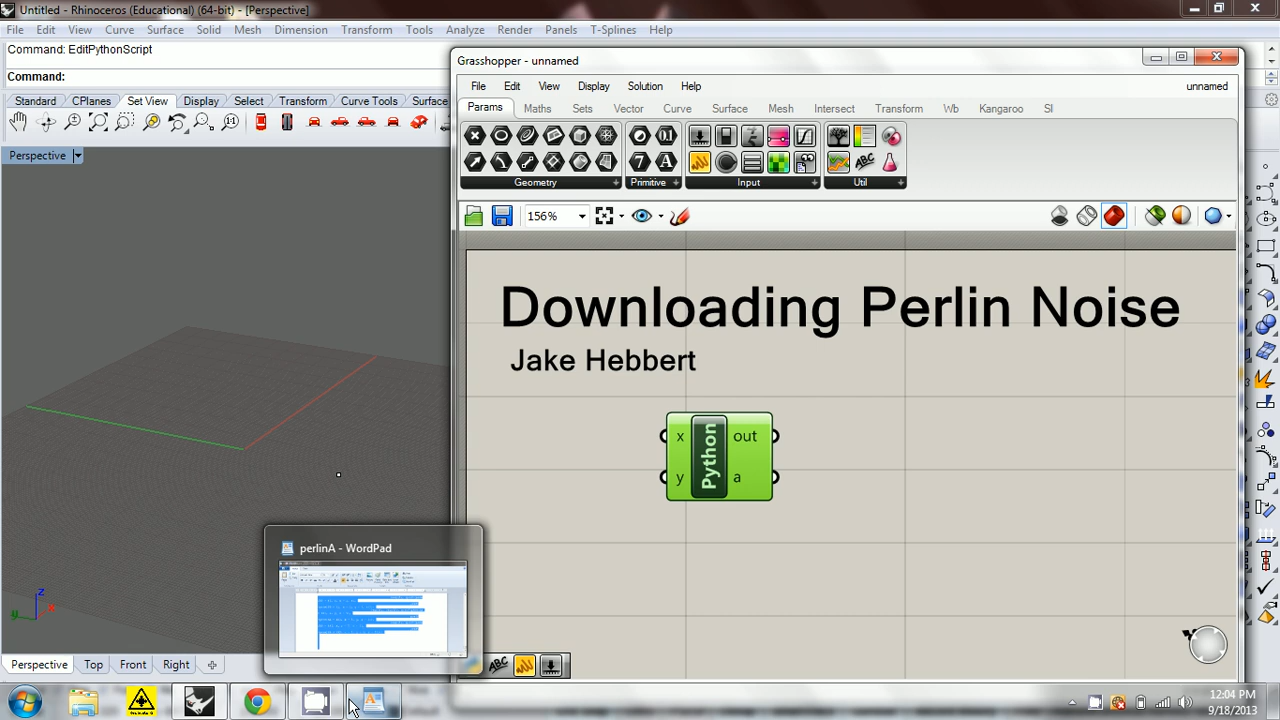 Untitled - Rhinoceros (Educational) (64-bit) - [Perspective]
File Edit View Curve Surface Solid Mesh Dimension Transform Tools Analyze Render Panels T-Splines Help
Command: EditPythonScript
Command:
Standard CPlanes Set View Display Select Transform Curve Tools Surface
Perspective
Grasshopper - unnamed
File Edit View Display Solution Help unnamed
Params Maths Sets Vector Curve Surface Mesh Intersect Transform Wb Kangaroo SI
Geometry Primitive Input Util
156%
Downloading Perlin Noise
Jake Hebbert
x Python out
y a
perlinA - WordPad
z
y x
Perspective Top Front Right
12:04 PM
9/18/2013